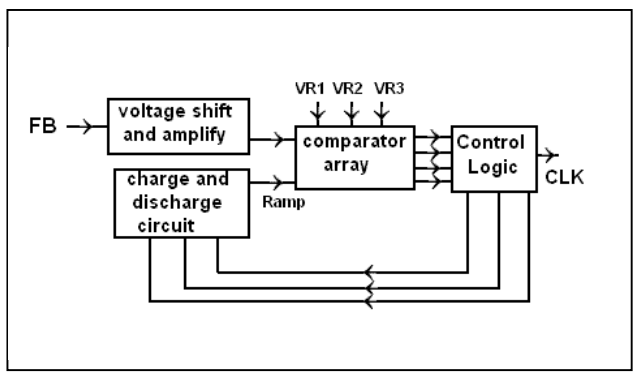 VR1 VR2 VR3
FB
voltage shift
and amplify
comparator
array
Control
Logic
CLK
charge and
discharge
circuit
Ramp